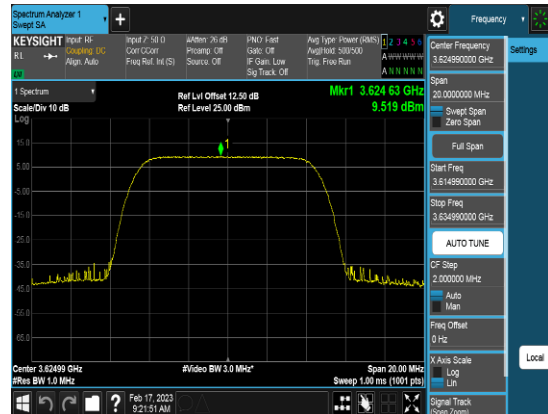 Spectrum Analyzer 1
Swept SA
+
Frequency
KEYSIGHT
Input: RF
Coupling: DC
Align: Auto
Input Z: 50 Ω
Corr CCorr
Freq Ref: Int (S)
#Atten: 26 dB
Preamp: Off
Source: Off
PNO: Fast
Gate: Off
IF Gain: Low
Sig Track: Off
Avg Type: Power (RMS)
Avg|Hold: 500/500
Trig: Free Run
1 2 3 4 5 6
A W W W W W
A N N N N N
LXI
1 Spectrum
Scale/Div 10 dB
Log
Ref Lvl Offset 12.50 dB
Ref Level 25.00 dBm
Mkr1 3.624 63 GHz
9.519 dBm
1
15.0
5.00
-5.00
-15.0
-25.0
-35.0
-45.0
-55.0
-65.0
Center 3.62499 GHz
#Res BW 1.0 MHz
#Video BW 3.0 MHz*
Span 20.00 MHz
Sweep 1.00 ms (1001 pts)
Feb 17, 2023
9:21:51 AM
?
Center Frequency
3.624990000 GHz
Settings
Span
20.0000000 MHz
Swept Span
Zero Span
Full Span
Start Freq
3.614990000 GHz
Stop Freq
3.634990000 GHz
AUTO TUNE
CF Step
2.000000 MHz
Auto
Man
Freq Offset
0 Hz
X Axis Scale
Log
Lin
Local
Signal Track
(Span Zoom)